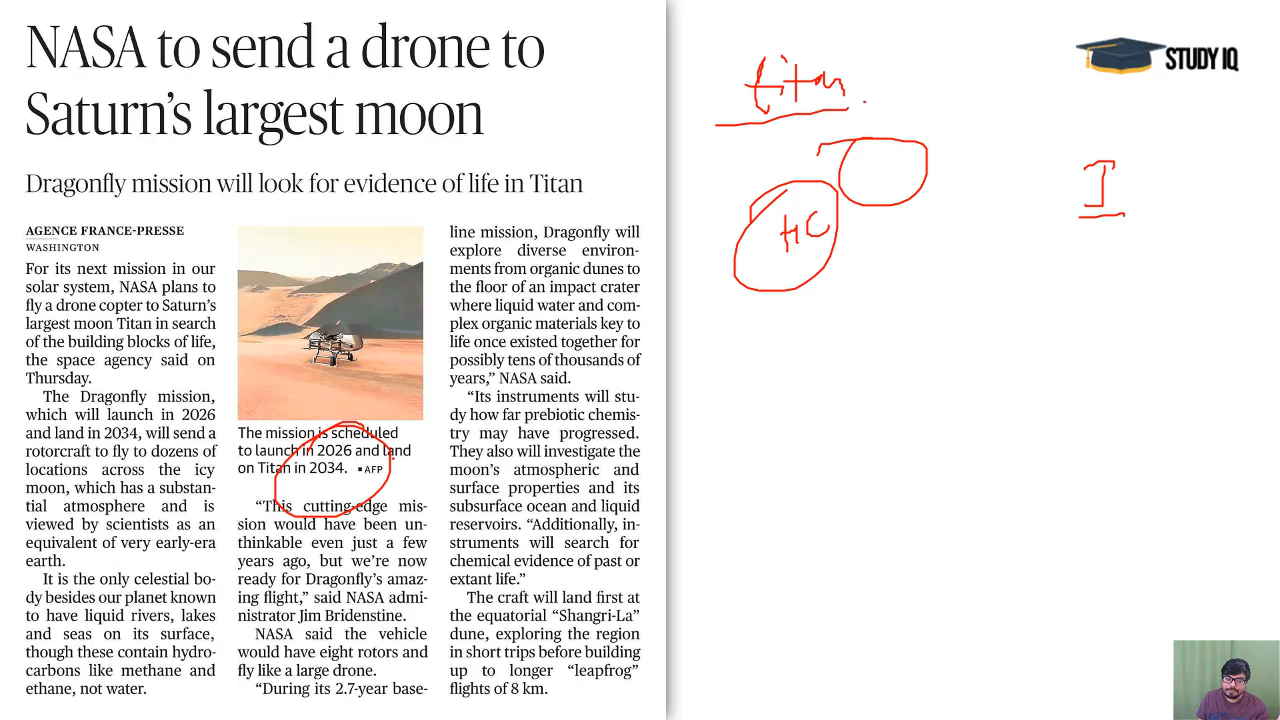 NASA to send a drone to
Saturn's largest moon
Dragonfly mission will look for evidence of life in Titan
AGENCE FRANCE-PRESSE
WASHINGTON
For its next mission in our
solar system, NASA plans to
fly a drone copter to Saturn's
largest moon Titan in search
of the building blocks of life,
the space agency said on
Thursday.
The Dragonfly mission,
which will launch in 2026
and land in 2034, will send a
rotorcraft to fly to dozens of
locations across the icy
moon, which has a substan-
tial atmosphere and is
viewed by scientists as an
equivalent of very early-era
earth.
It is the only celestial bo-
dy besides our planet known
to have liquid rivers, lakes
and seas on its surface,
though these contain hydro-
carbons like methane and
ethane, not water.
The mission is scheduled
to launch in 2026 and land
on Titan in 2034. ▪ AFP
"This cutting-edge mis-
sion would have been un-
thinkable even just a few
years ago, but we're now
ready for Dragonfly's amaz-
ing flight," said NASA admi-
nistrator Jim Bridenstine.
NASA said the vehicle
would have eight rotors and
fly like a large drone.
"During its 2.7-year base-
line mission, Dragonfly will
explore diverse environ-
ments from organic dunes to
the floor of an impact crater
where liquid water and com-
plex organic materials key to
life once existed together for
possibly tens of thousands of
years," NASA said.
"Its instruments will stu-
dy how far prebiotic chemis-
try may have progressed.
They also will investigate the
moon's atmospheric and
surface properties and its
subsurface ocean and liquid
reservoirs. "Additionally, in-
struments will search for
chemical evidence of past or
extant life."
The craft will land first at
the equatorial "Shangri-La"
dune, exploring the region
in short trips before building
up to longer "leapfrog"
flights of 8 km.
titan
HC
I
STUDY IQ